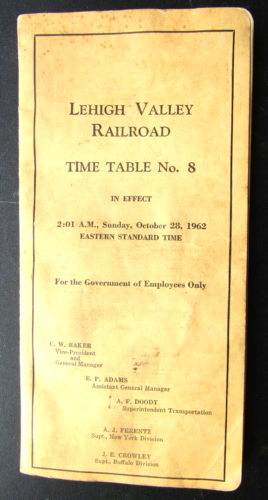 LEHIGH VALLEY
RAILROAD
TIME TABLE No. 8
IN EFFECT
2:01 A.M., Sunday, October 28, 1962
EASTERN STANDARD TIME
For the Government of Employees Only
C. W. BAKER
Vice-President
and
General Manager
E. P. ADAMS
Assistant General Manager
A. F. DOODY
Superintendent Transportation
A. J. FERENTZ
Supt., New York Division
J. E. CROWLEY
Supt., Buffalo Division